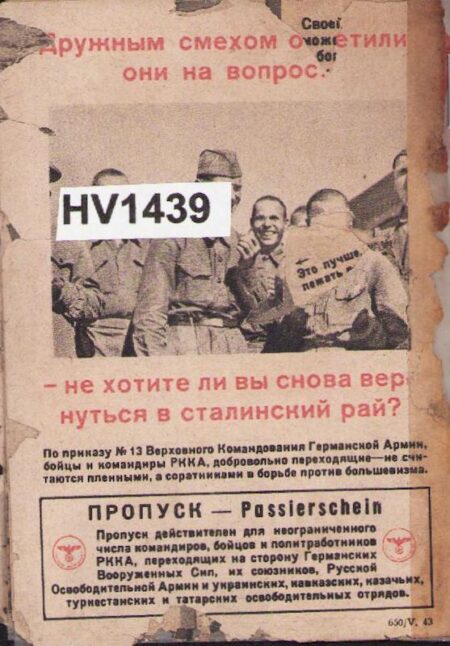 Дружным смехом ответили
они на вопрос:
Своей
може
бог
HV1439
Это лучше,
лежать
– не хотите ли вы снова вер-
нуться в сталинский рай?
По приказу № 13 Верховного Командования Германской Армии,
бойцы и командиры РККА, добровольно переходящие—не счи-
таются пленными, а соратниками в борьбе против большевизма.
ПРОПУСК — Passierschein
Пропуск действителен для неограниченного
числа командиров, бойцов и политработников
РККА, переходящих на сторону Германских
Вооруженных Сил, их союзников, Русской
Освободительной Армии и украинских, кавказских, казачьих,
туркестанских и татарских освободительных отрядов.
650/V. 43